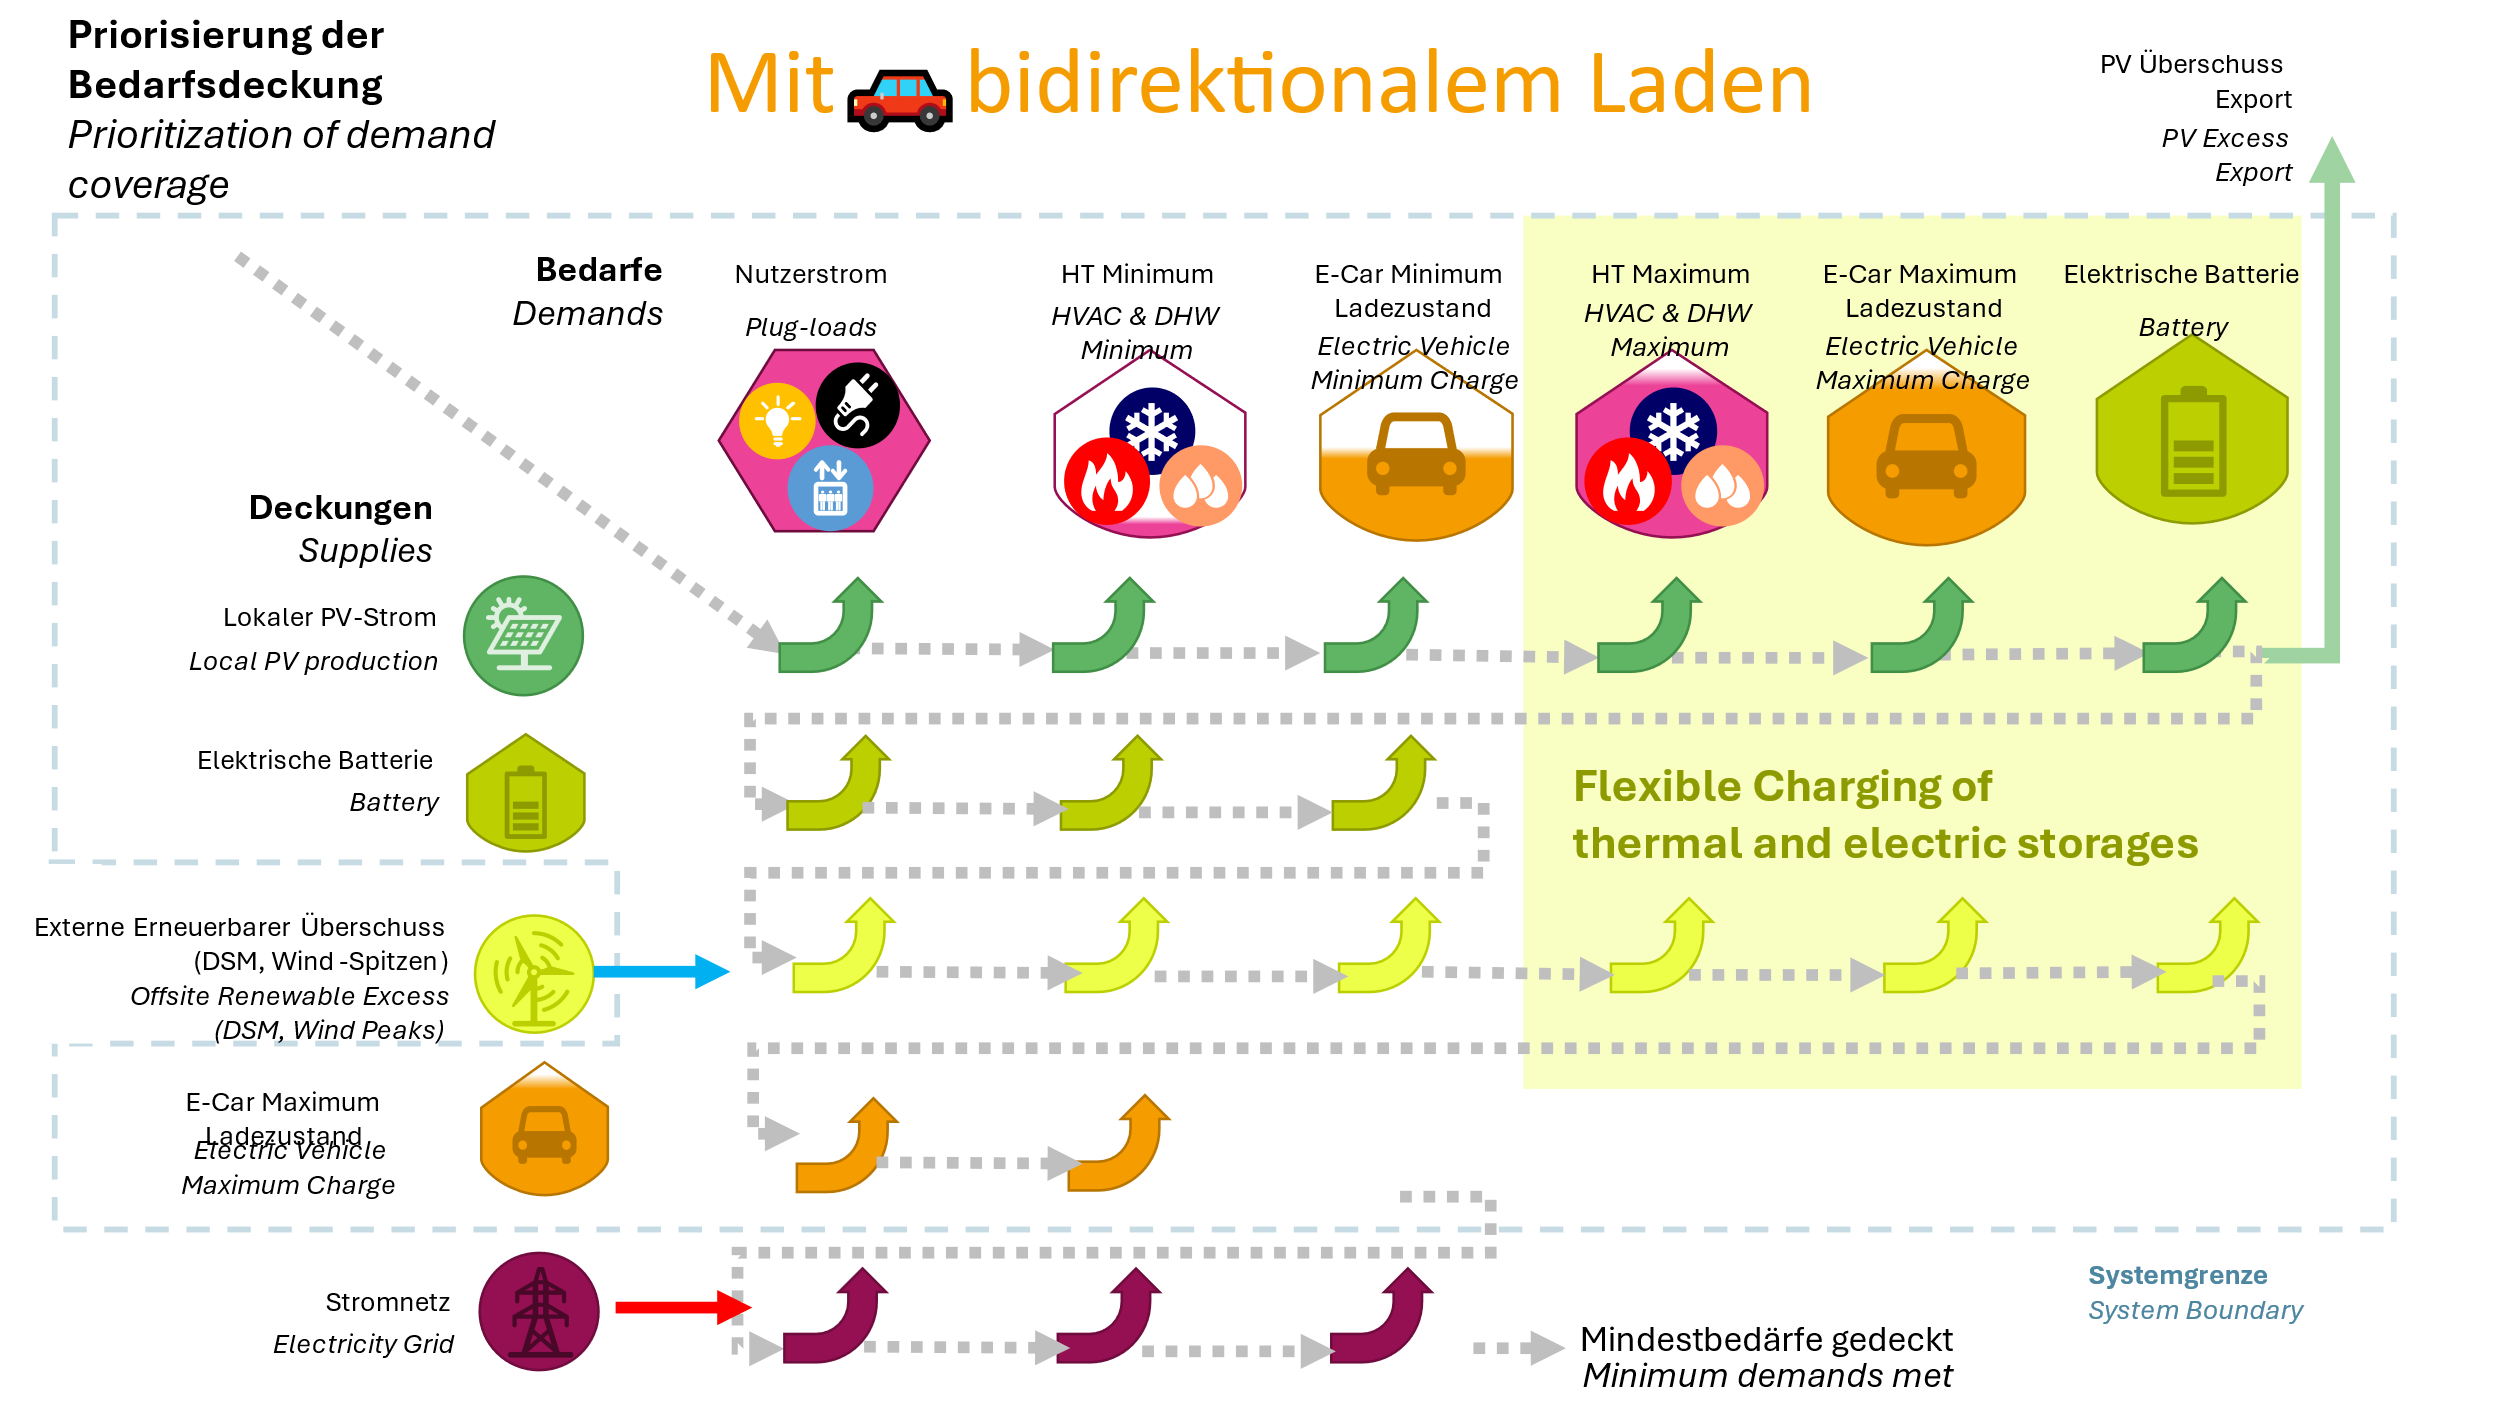 Priorisierung der
Bedarfsdeckung
Prioritization of demand
coverage
Mit bidirektionalem Laden
PV Überschuss
Export
PV Excess
Export
Bedarfe
Demands
Nutzerstrom
Plug-loads
HT Minimum
HVAC & DHW
Minimum
E-Car Minimum
Ladezustand
Electric Vehicle
Minimum Charge
HT Maximum
HVAC & DHW
Maximum
E-Car Maximum
Ladezustand
Electric Vehicle
Maximum Charge
Elektrische Batterie
Battery
Deckungen
Supplies
Lokaler PV-Strom
Local PV production
Elektrische Batterie
Battery
Flexible Charging of
thermal and electric storages
Externe Erneuerbarer Überschuss
(DSM, Wind-Spitzen)
Offsite Renewable Excess
(DSM, Wind Peaks)
E-Car Maximum
Ladezustand
Electric Vehicle
Maximum Charge
Stromnetz
Electricity Grid
Systemgrenze
System Boundary
Mindestbedärfe gedeckt
Minimum demands met